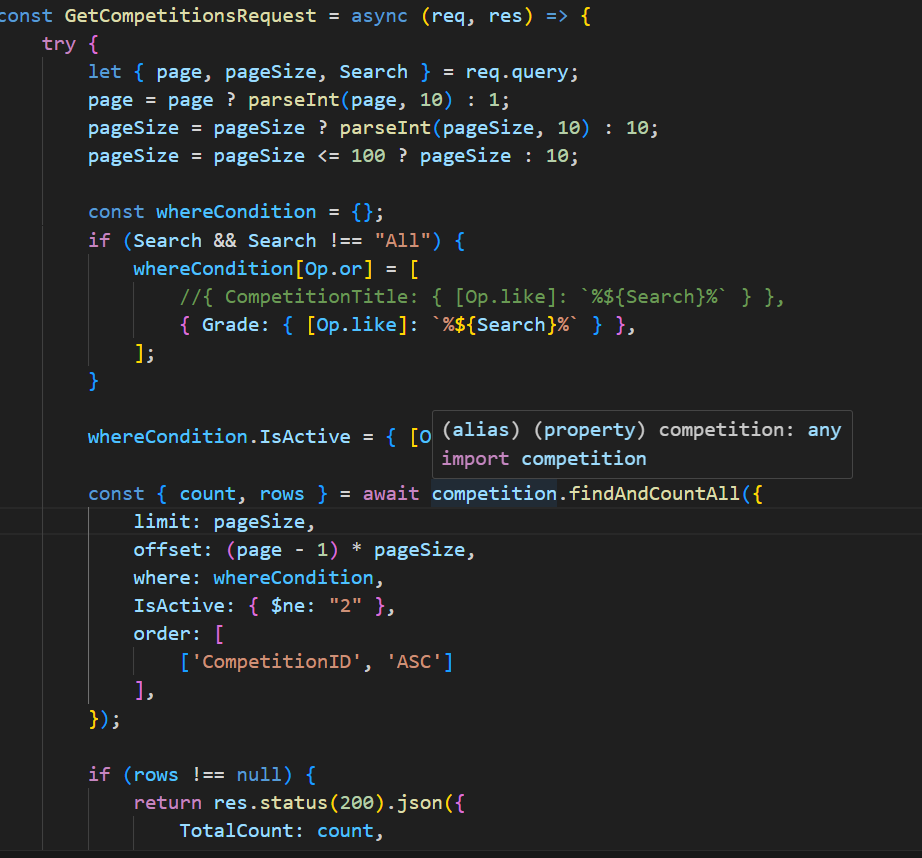 const GetCompetitionsRequest = async (req, res) => {
    try {
        let { page, pageSize, Search } = req.query;
        page = page ? parseInt(page, 10) : 1;
        pageSize = pageSize ? parseInt(pageSize, 10) : 10;
        pageSize = pageSize <= 100 ? pageSize : 10;

        const whereCondition = {};
        if (Search && Search !== "All") {
            whereCondition[Op.or] = [
                //{ CompetitionTitle: { [Op.like]: `%${Search}%` } },
                { Grade: { [Op.like]: `%${Search}%` } },
            ];
        }

(alias) (property) competition: any
        whereCondition.IsActive = { [O
import competition
        const { count, rows } = await competition.findAndCountAll({
            limit: pageSize,
            offset: (page - 1) * pageSize,
            where: whereCondition,
            IsActive: { $ne: "2" },
            order: [
                ['CompetitionID', 'ASC']
            ],
        });

        if (rows !== null) {
            return res.status(200).json({
                TotalCount: count,